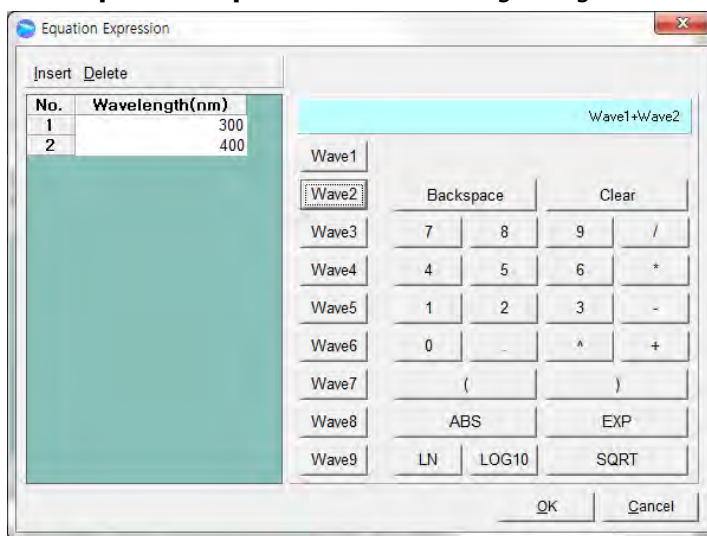 Equation Expression
Insert Delete
No. Wavelength(nm)
1 300
2 400
Wave1+Wave2
Wave1
Wave2 Backspace Clear
Wave3 7 8 9 /
Wave4 4 5 6 *
Wave5 1 2 3 -
Wave6 0 . ^ +
Wave7 ( )
Wave8 ABS EXP
Wave9 LN LOG10 SQRT
OK Cancel